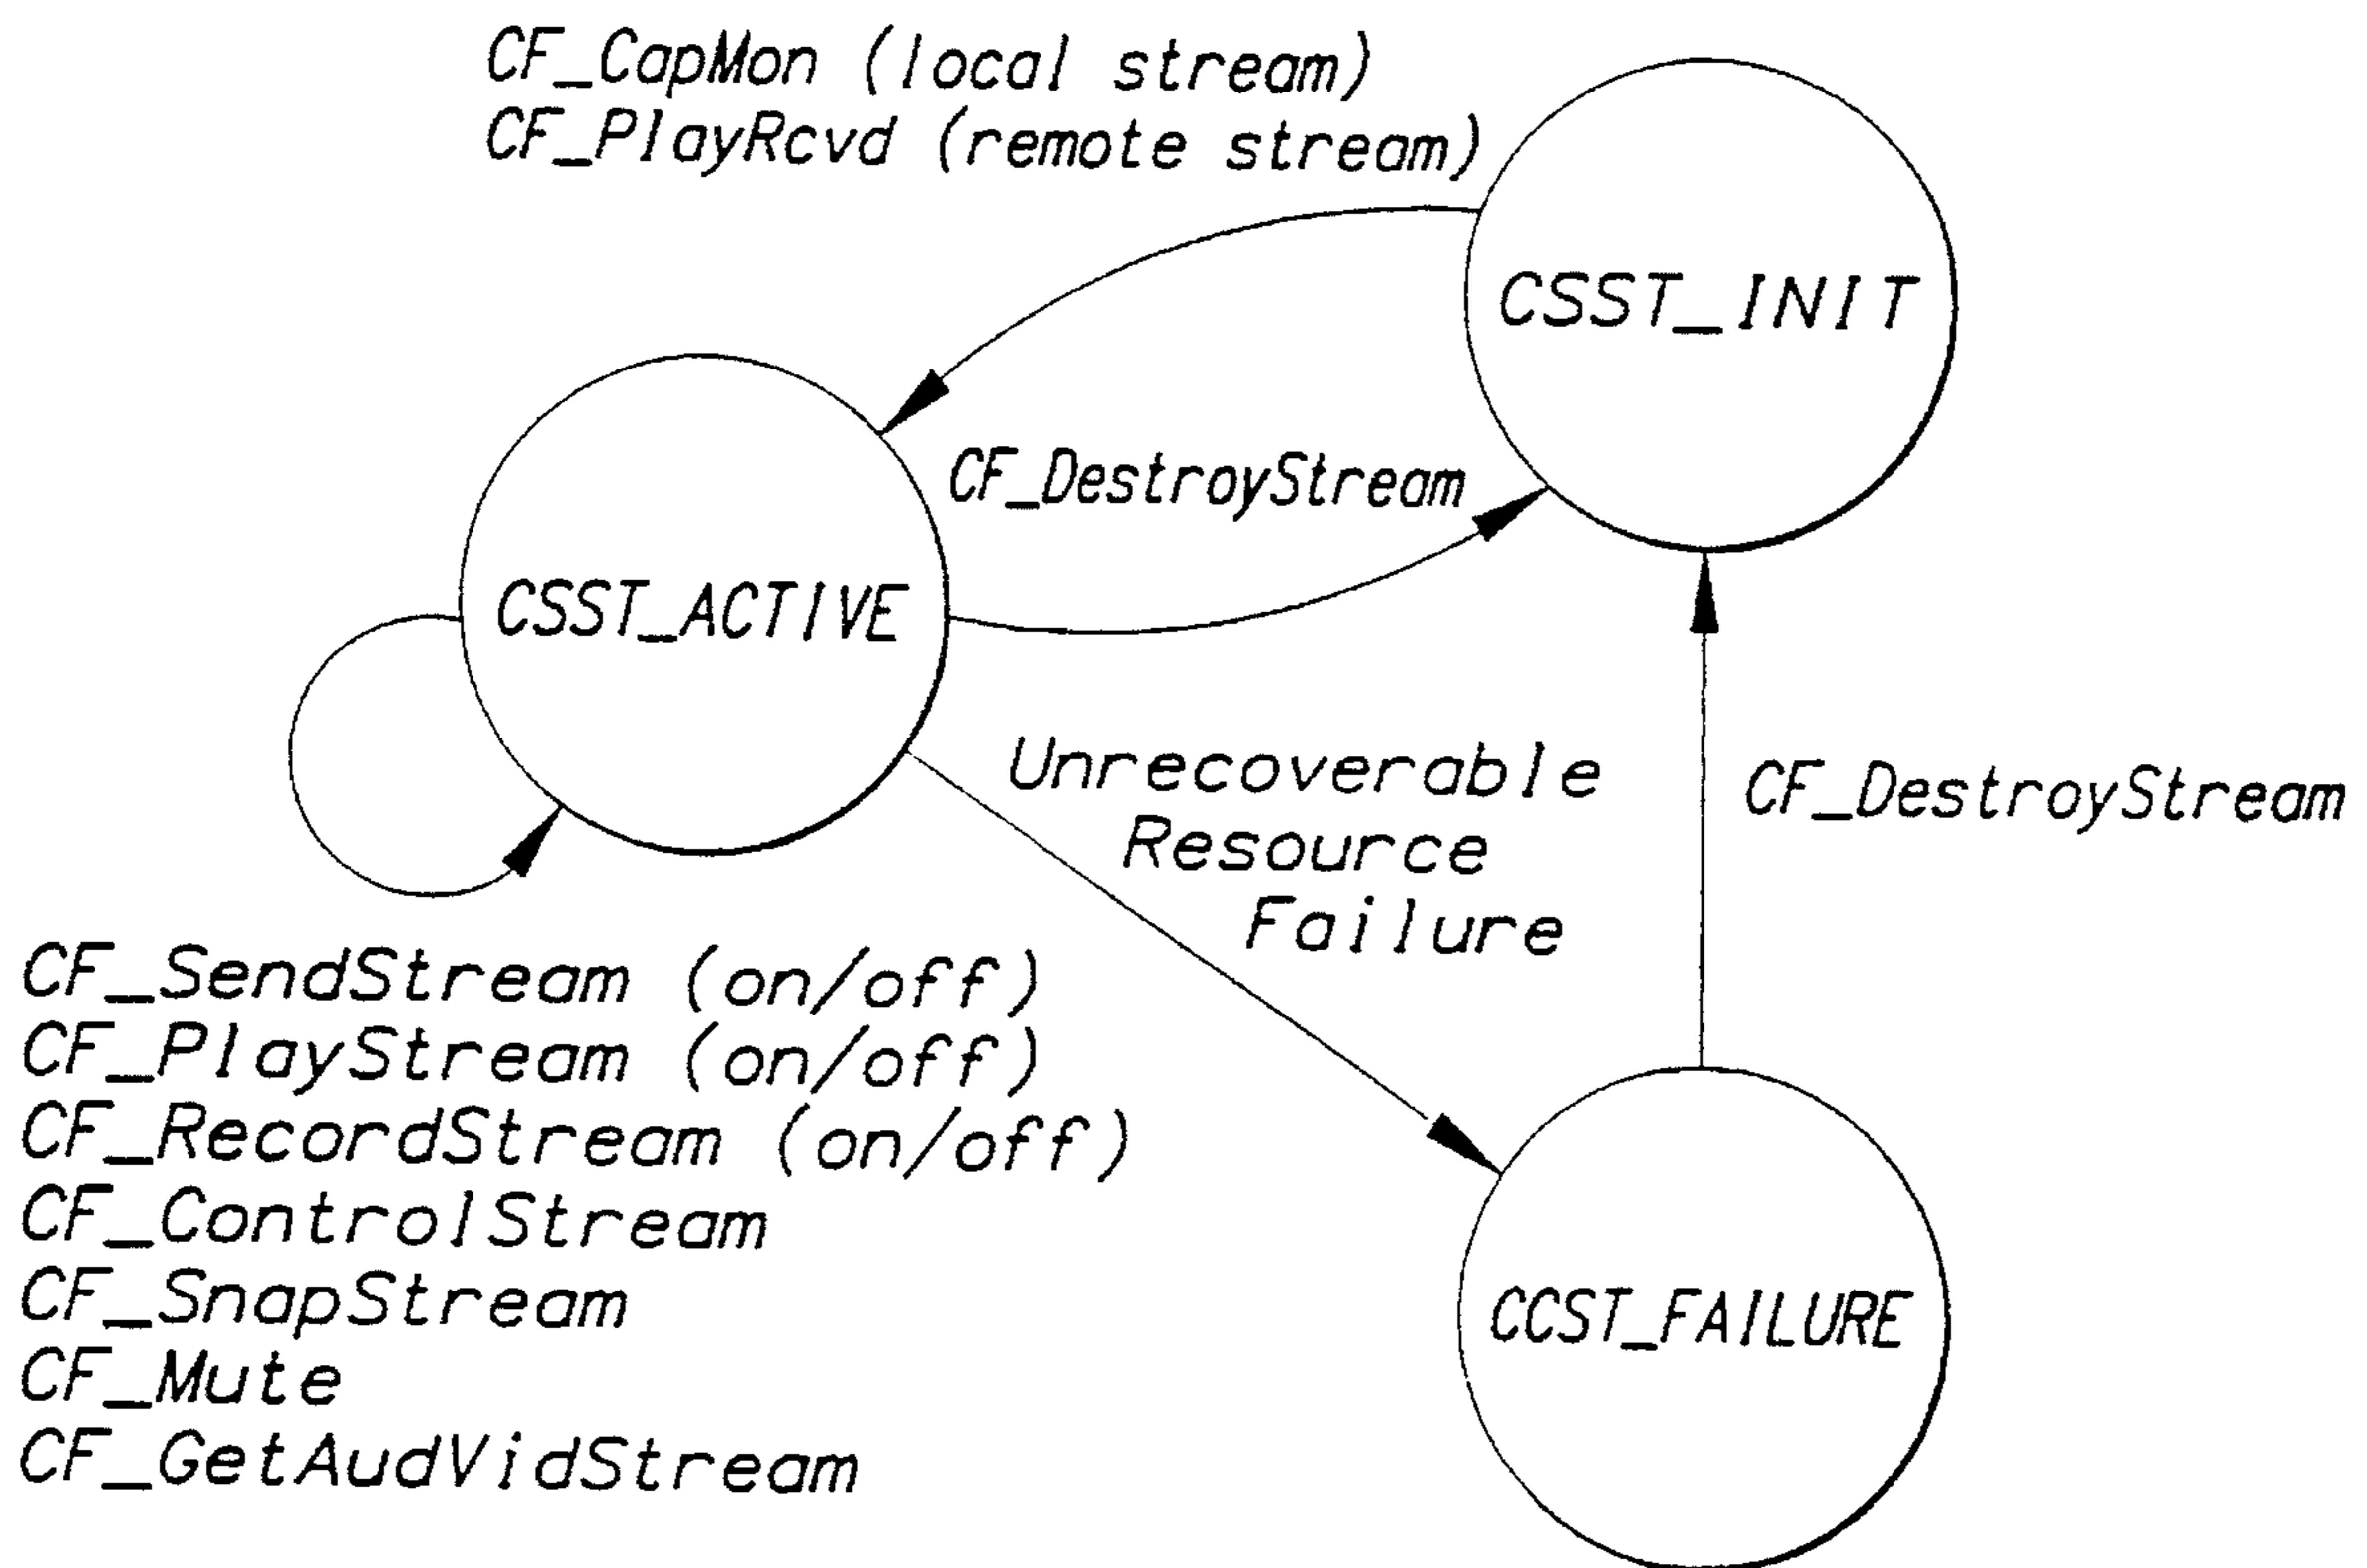 CF_CapMon (local stream)
CF_PlayRcvd (remote stream)
CSST_INIT
CF_DestroyStream
CSST_ACTIVE
Unrecoverable
Resource
Failure
CF_DestroyStream
CF_SendStream (on/off)
CF_PlayStream (on/off)
CF_RecordStream (on/off)
CF_ControlStream
CF_SnapStream
CF_Mute
CF_GetAudVidStream
CCST_FAILURE